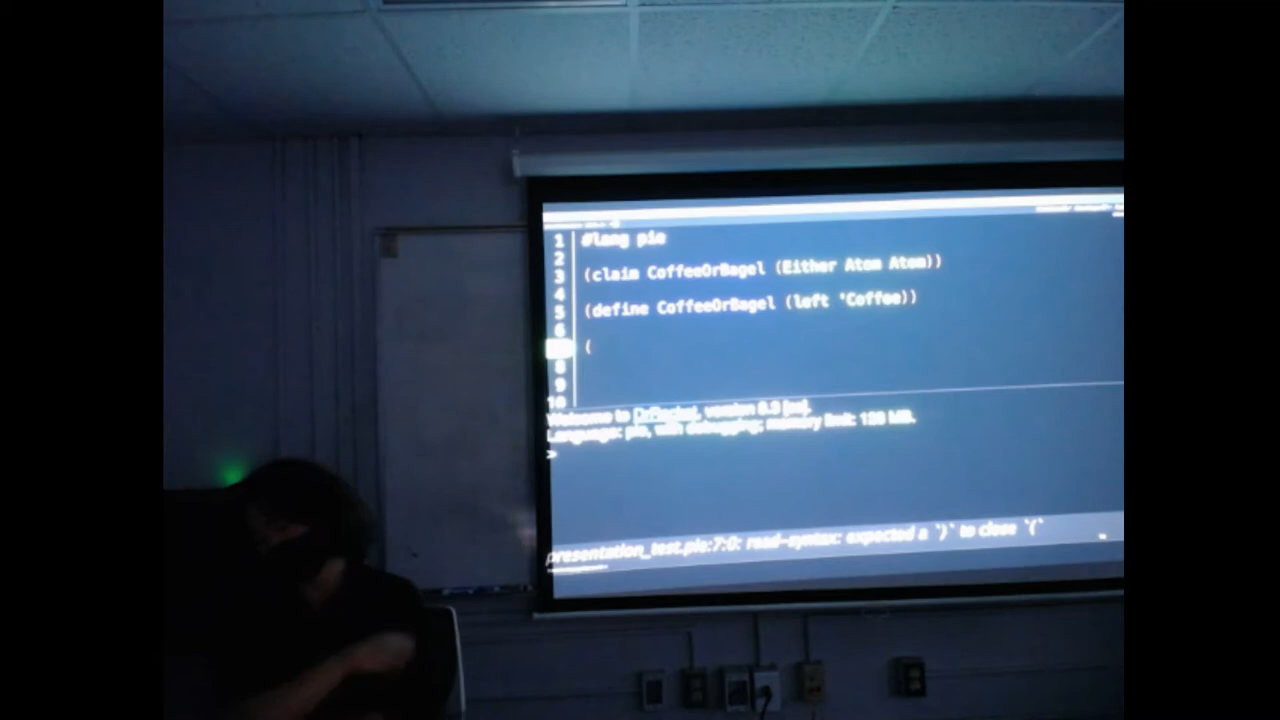 1 #lang pie
2
3 (claim CoffeeOrBagel (Either Atom Atom))
4
5 (define CoffeeOrBagel (left 'Coffee))
6
(
8
9
10
Welcome to DrRacket, version 8.3 [cs].
Language: pie, with debugging; memory limit: 128 MB.
>
presentation_test.pie:7:0: read-syntax: expected a `)` to close `(`